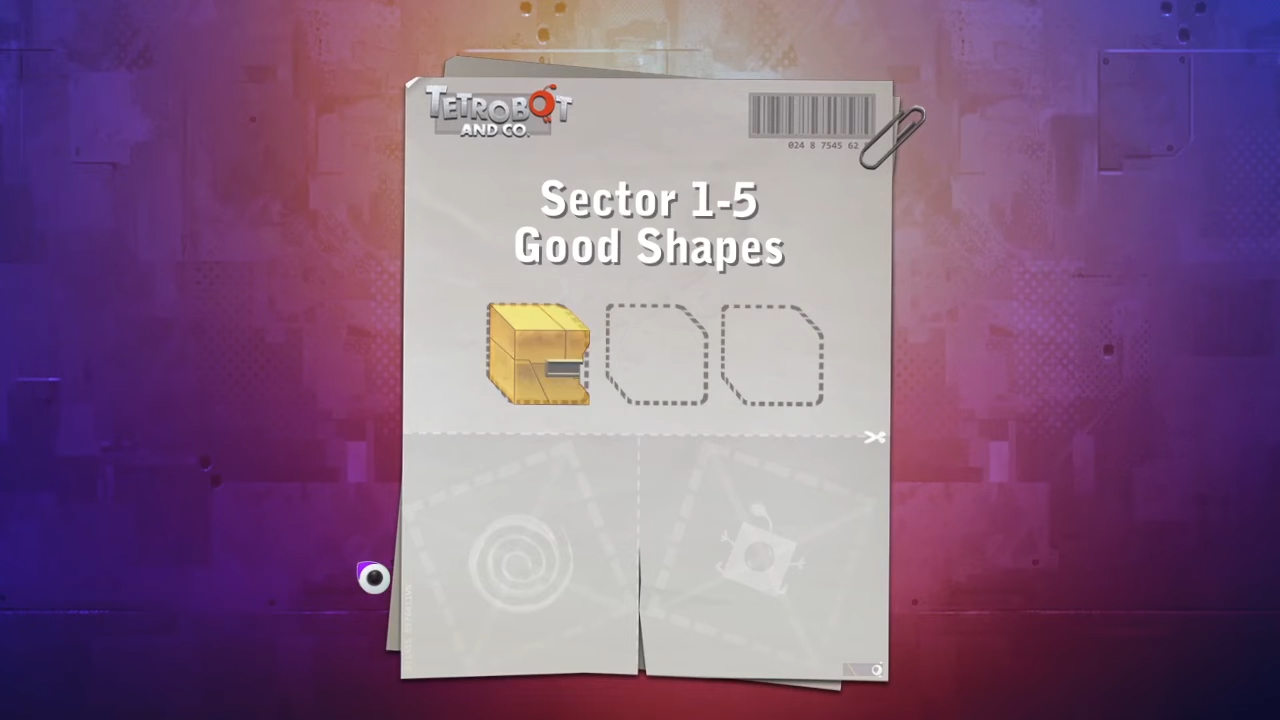 TETROBOT
AND CO.
024 8 7545 62
Sector 1-5
Good Shapes